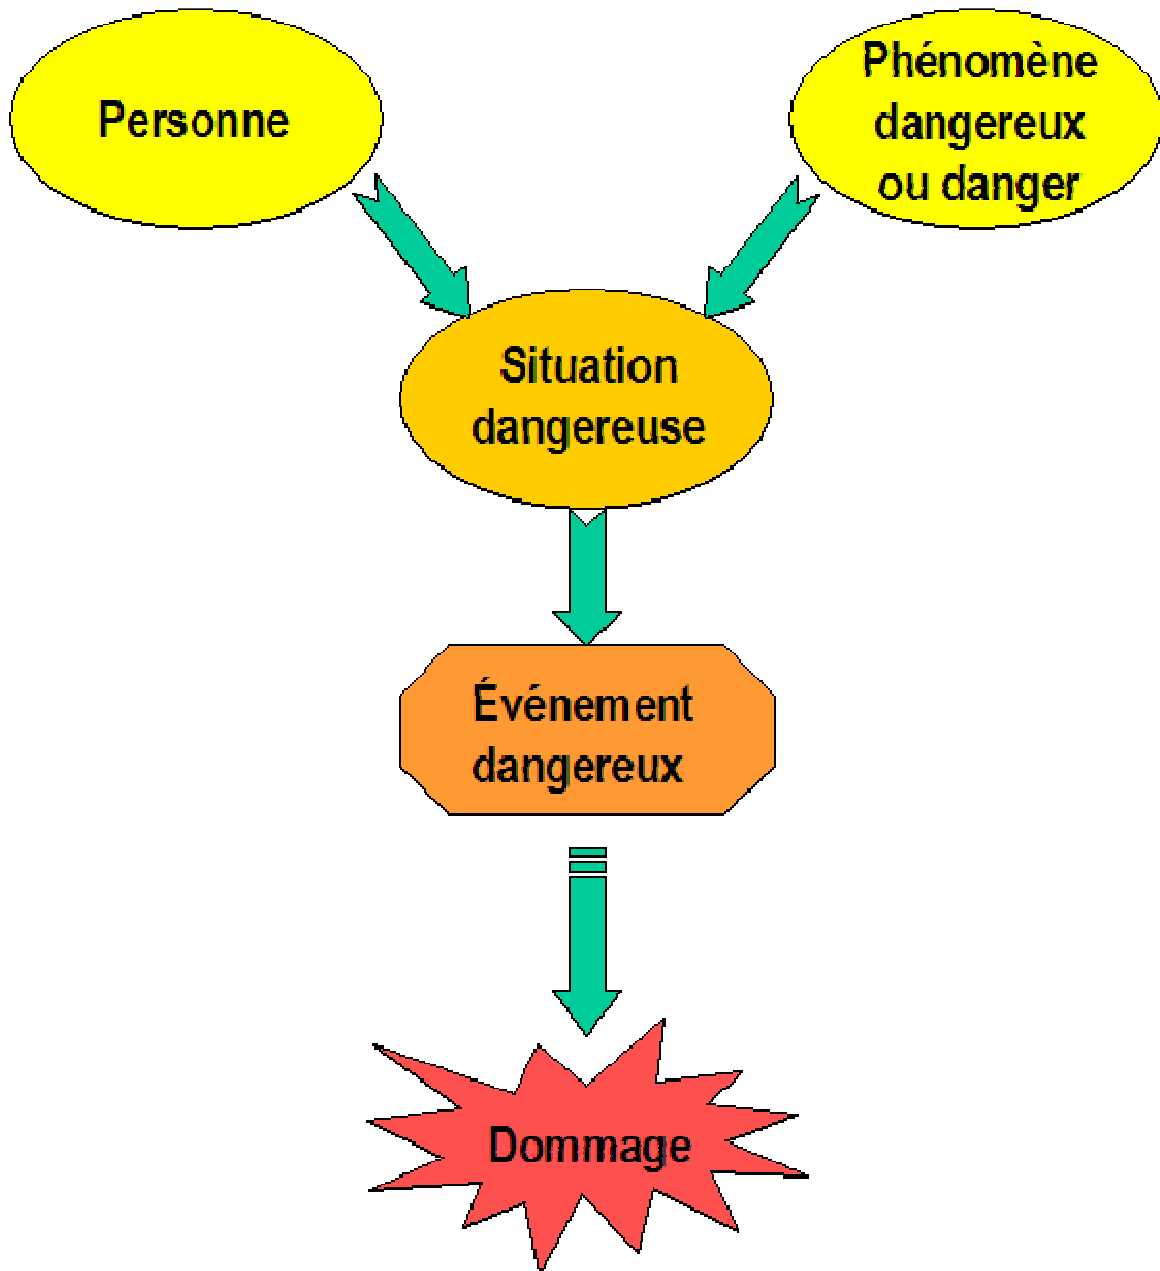 Personne
Phénomène
dangereux
ou danger
Situation
dangereuse
Événement
dangereux
Dommage